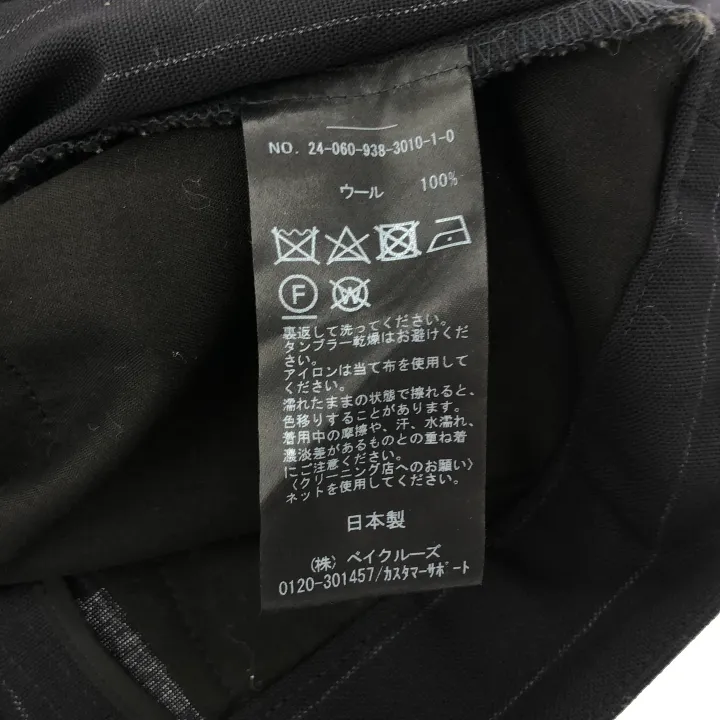 NO. 24-060-938-3010-1-0
ウール 100%
F
W
裏返して洗ってください。
タンブラー乾燥はお避けくだ
さい。
アイロンは当て布を使用して
ください。
濡れたままの状態で擦れると、
色移りすることがあります。
着用中の摩擦や、汗、水濡れ、
濃淡差があるものとの重ね着
にご注意ください。
〈クリーニング店へのお願い〉
ネットを使用してください。
日本製
(株) ベイクルーズ
0120-301457/カスタマーサポート